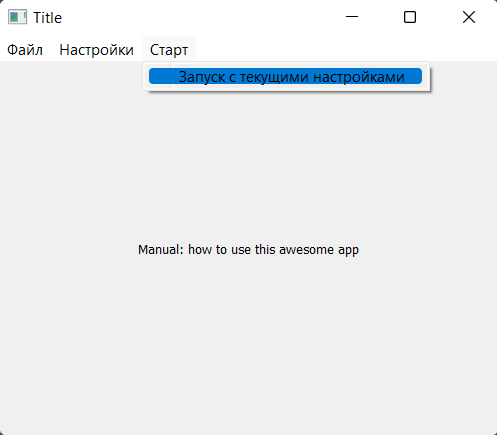 Title
Файл Настройки Старт
Запуск с текущими настройками
Manual: how to use this awesome app